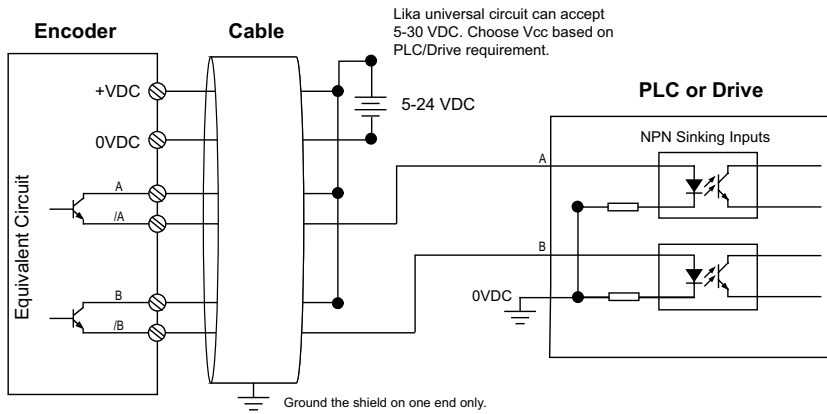 Lika universal circuit can accept
5-30 VDC. Choose Vcc based on
PLC/Drive requirement.
Encoder
Cable
PLC or Drive
+VDC
5-24 VDC
0VDC
NPN Sinking Inputs
A
A
/A
Equivalent Circuit
B
B
/B
0VDC
Ground the shield on one end only.